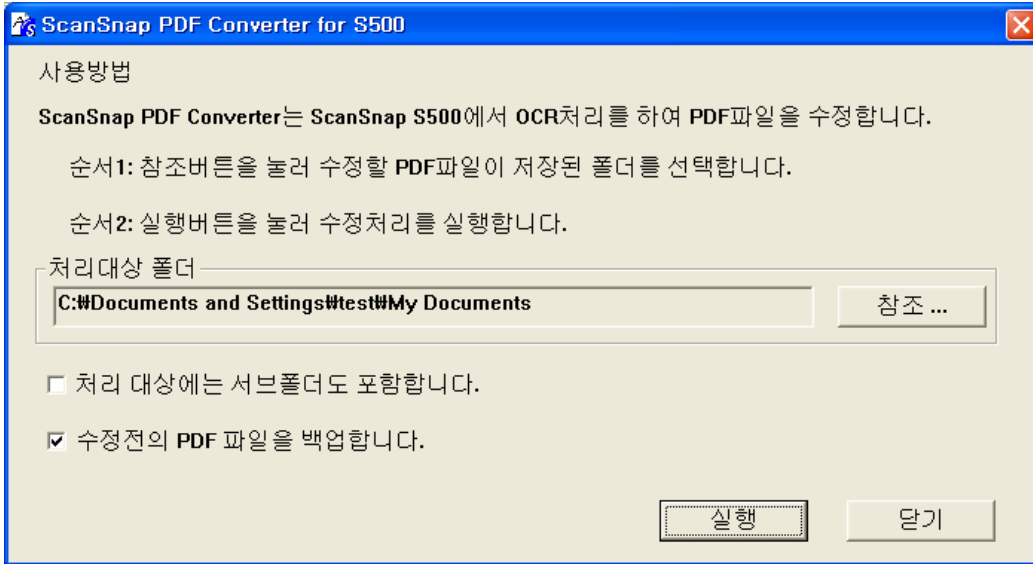 ScanSnap PDF Converter for S500
사용방법
ScanSnap PDF Converter는 ScanSnap S500에서 OCR처리를 하여 PDF파일을 수정합니다.
순서1: 참조버튼을 눌러 수정할 PDF파일이 저장된 폴더를 선택합니다.
순서2: 실행버튼을 눌러 수정처리를 실행합니다.
처리대상 폴더
C:₩Documents and Settings₩test₩My Documents
참조 ...
처리 대상에는 서브폴더도 포함합니다.
수정전의 PDF 파일을 백업합니다.
실행
닫기